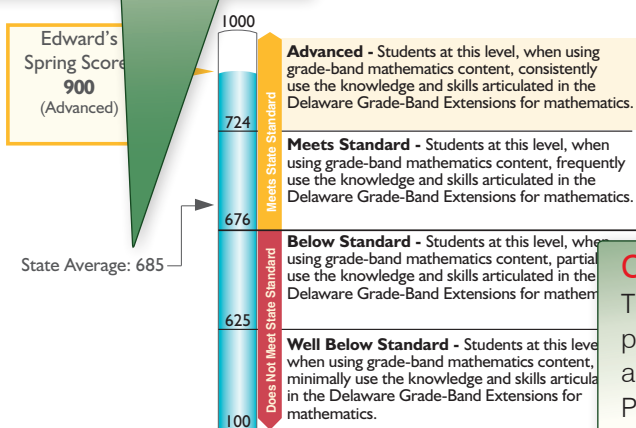 1000
Edward's
Spring Score
900
(Advanced)
Advanced - Students at this level, when using
grade-band mathematics content, consistently
use the knowledge and skills articulated in the
Delaware Grade-Band Extensions for mathematics.
724
Meets Standard - Students at this level, when
using grade-band mathematics content, frequently
use the knowledge and skills articulated in the
Delaware Grade-Band Extensions for mathematics.
Meets State Standard
676
State Average: 685
Below Standard - Students at this level, when
using grade-band mathematics content, partial
use the knowledge and skills articulated in the
Delaware Grade-Band Extensions for mathem
625
Well Below Standard - Students at this leve
when using grade-band mathematics content,
minimally use the knowledge and skills articula
in the Delaware Grade-Band Extensions for
mathematics.
Does Not Meet State Standard
100
T
p
a
P